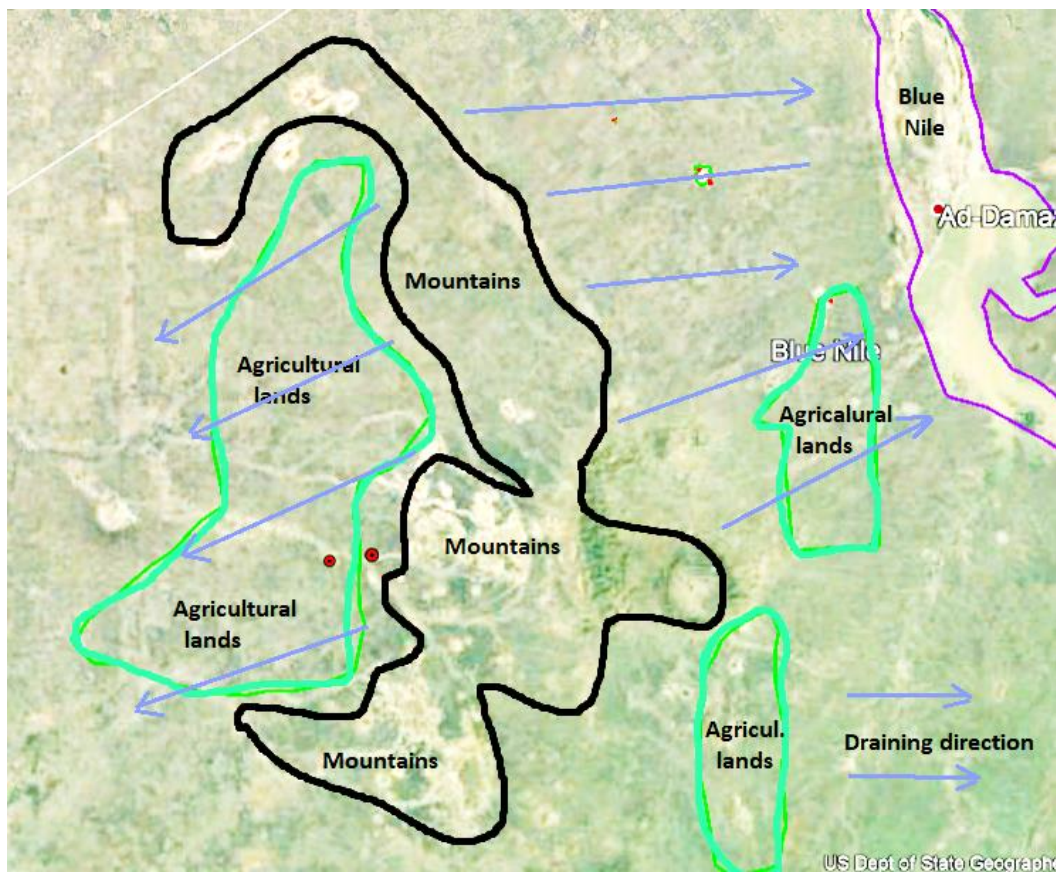 Blue
Nile
Ad-Damaz
Mountains
Blue Nile
Agricultural
lands
Agricalural
lands
Mountains
Agricultural
lands
Agricul.
lands
Draining direction
Mountains
US Dept of State Geographe